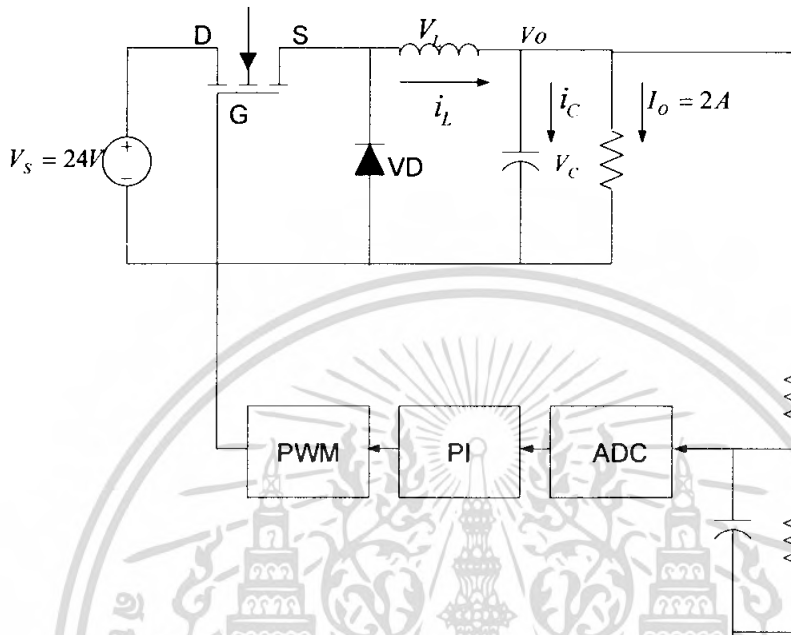 D
S
G
V_L
Vo
i_L
i_C
I_O = 2A
V_S = 24V
VD
V_C
PWM
PI
ADC